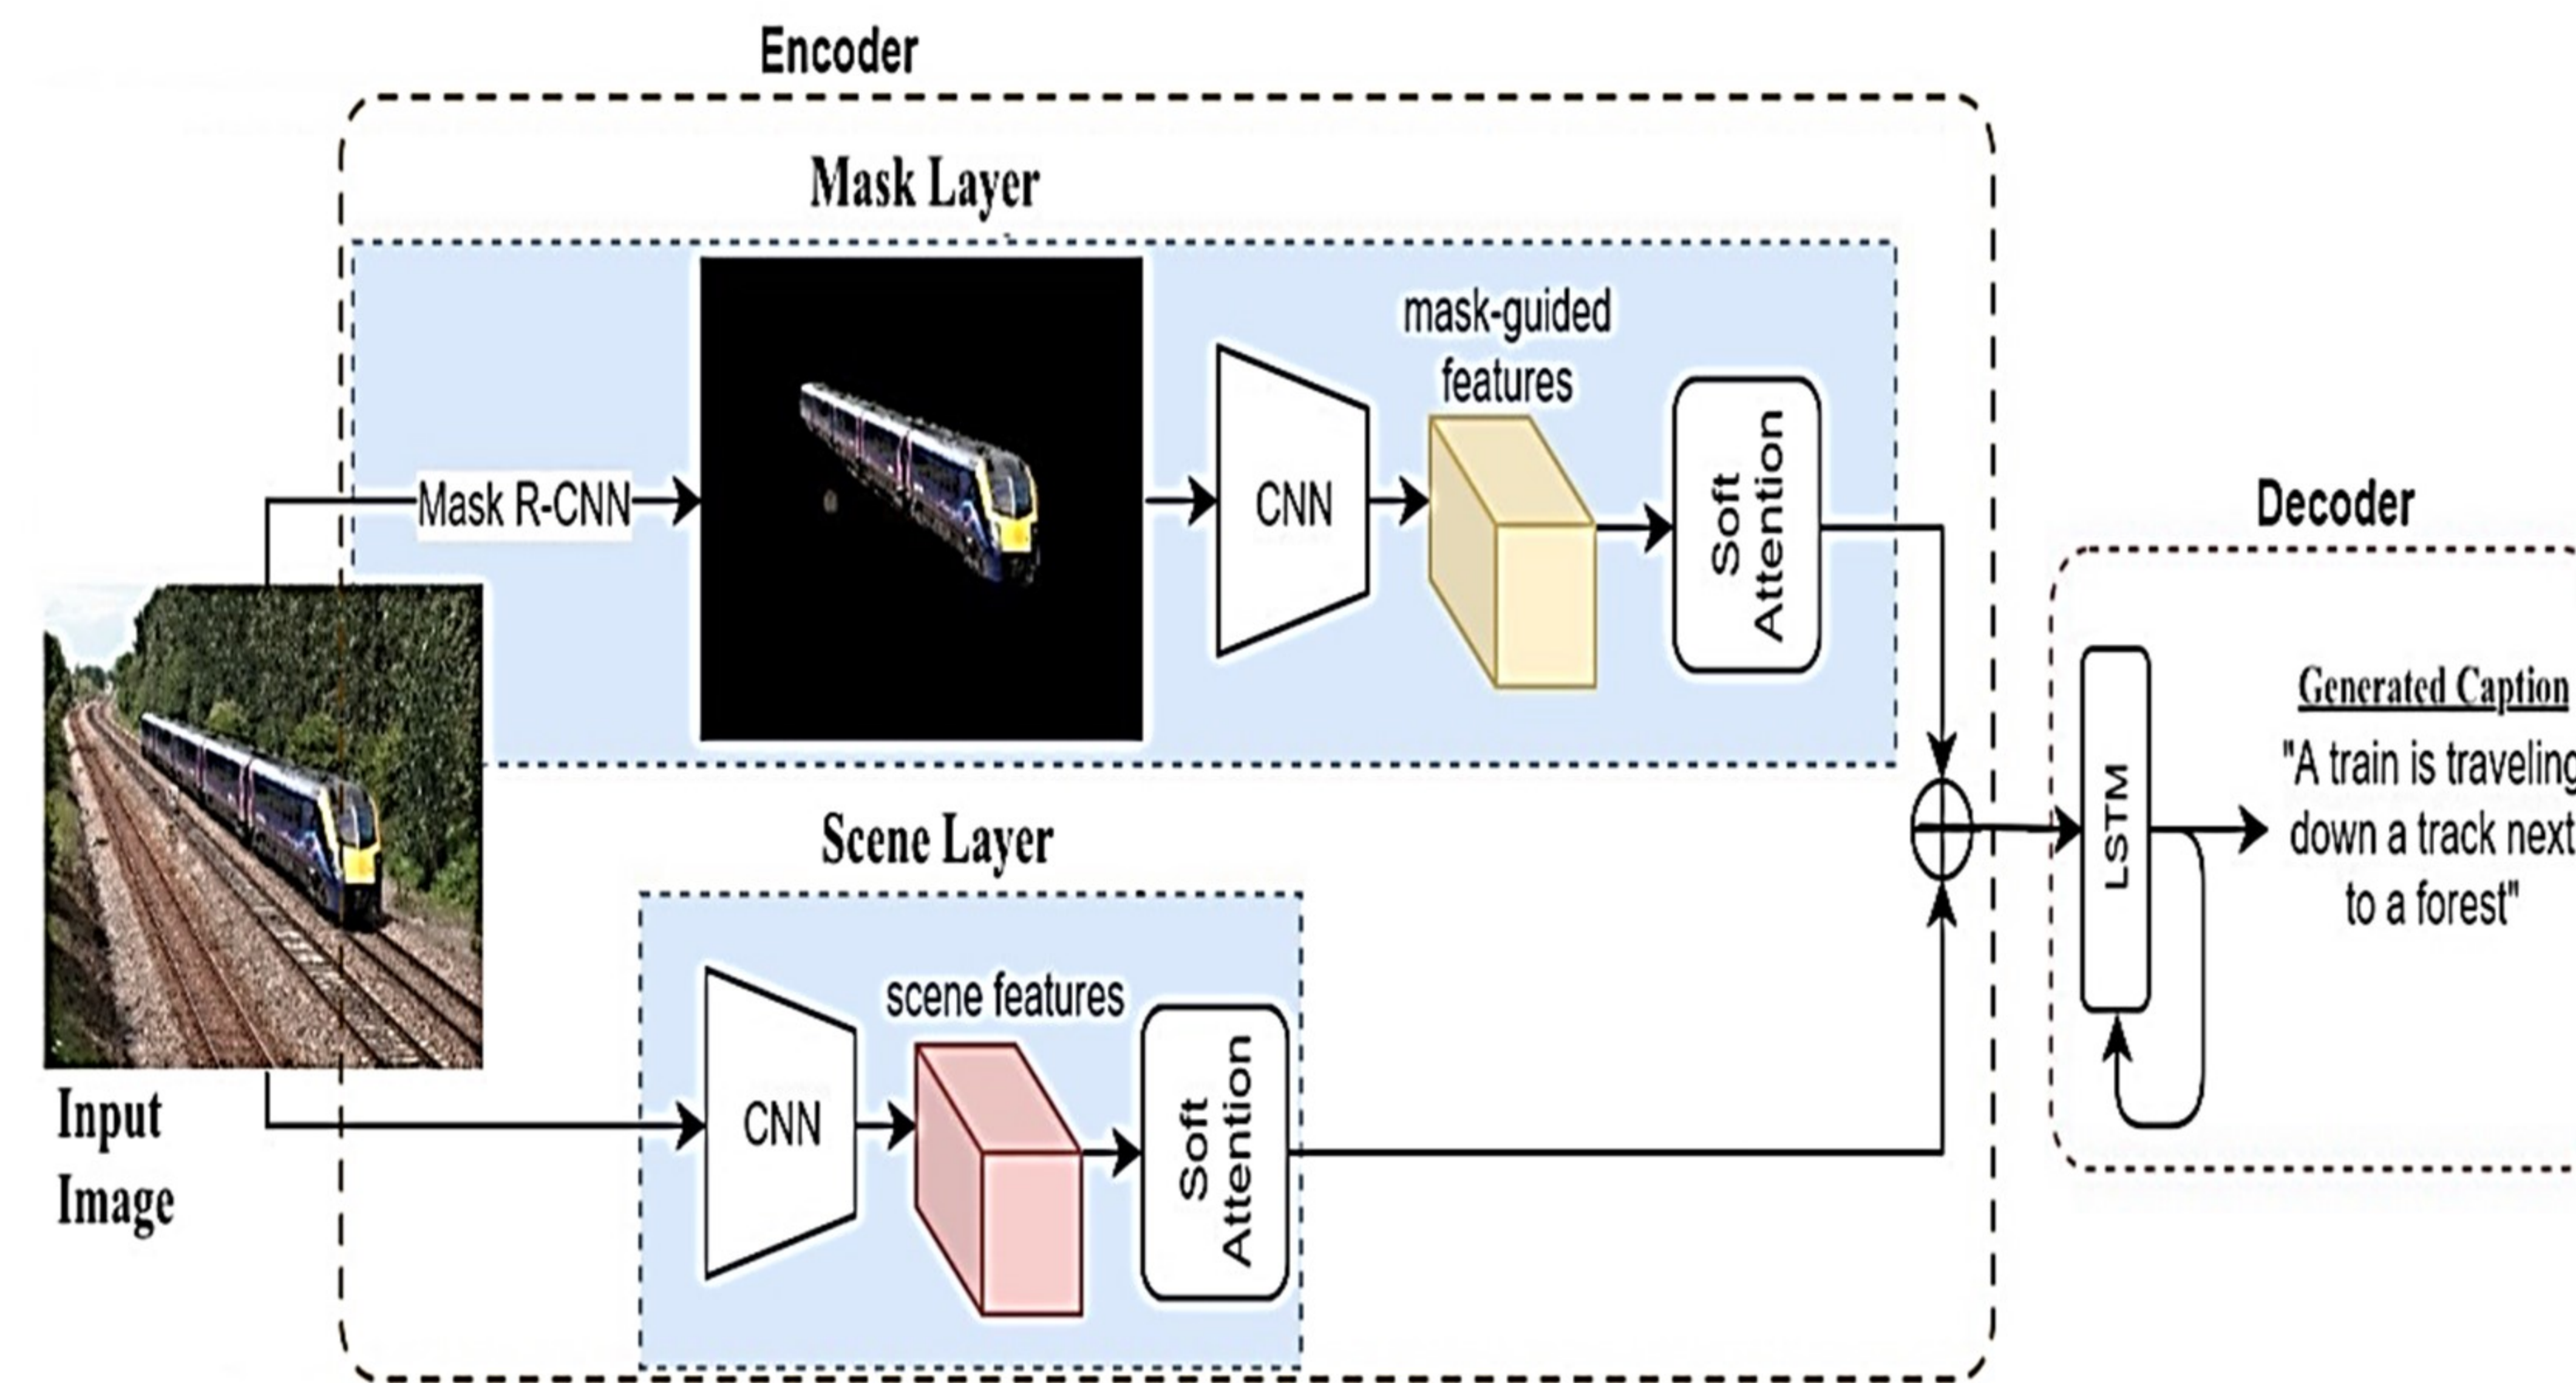 Encoder
Mask Layer
Mask R-CNN
CNN
mask-guided
features
Soft
Attention
Input
Image
Scene Layer
CNN
scene features
Soft
Attention
Decoder
LSTM
Generated Caption
"A train is traveling
down a track next
to a forest"